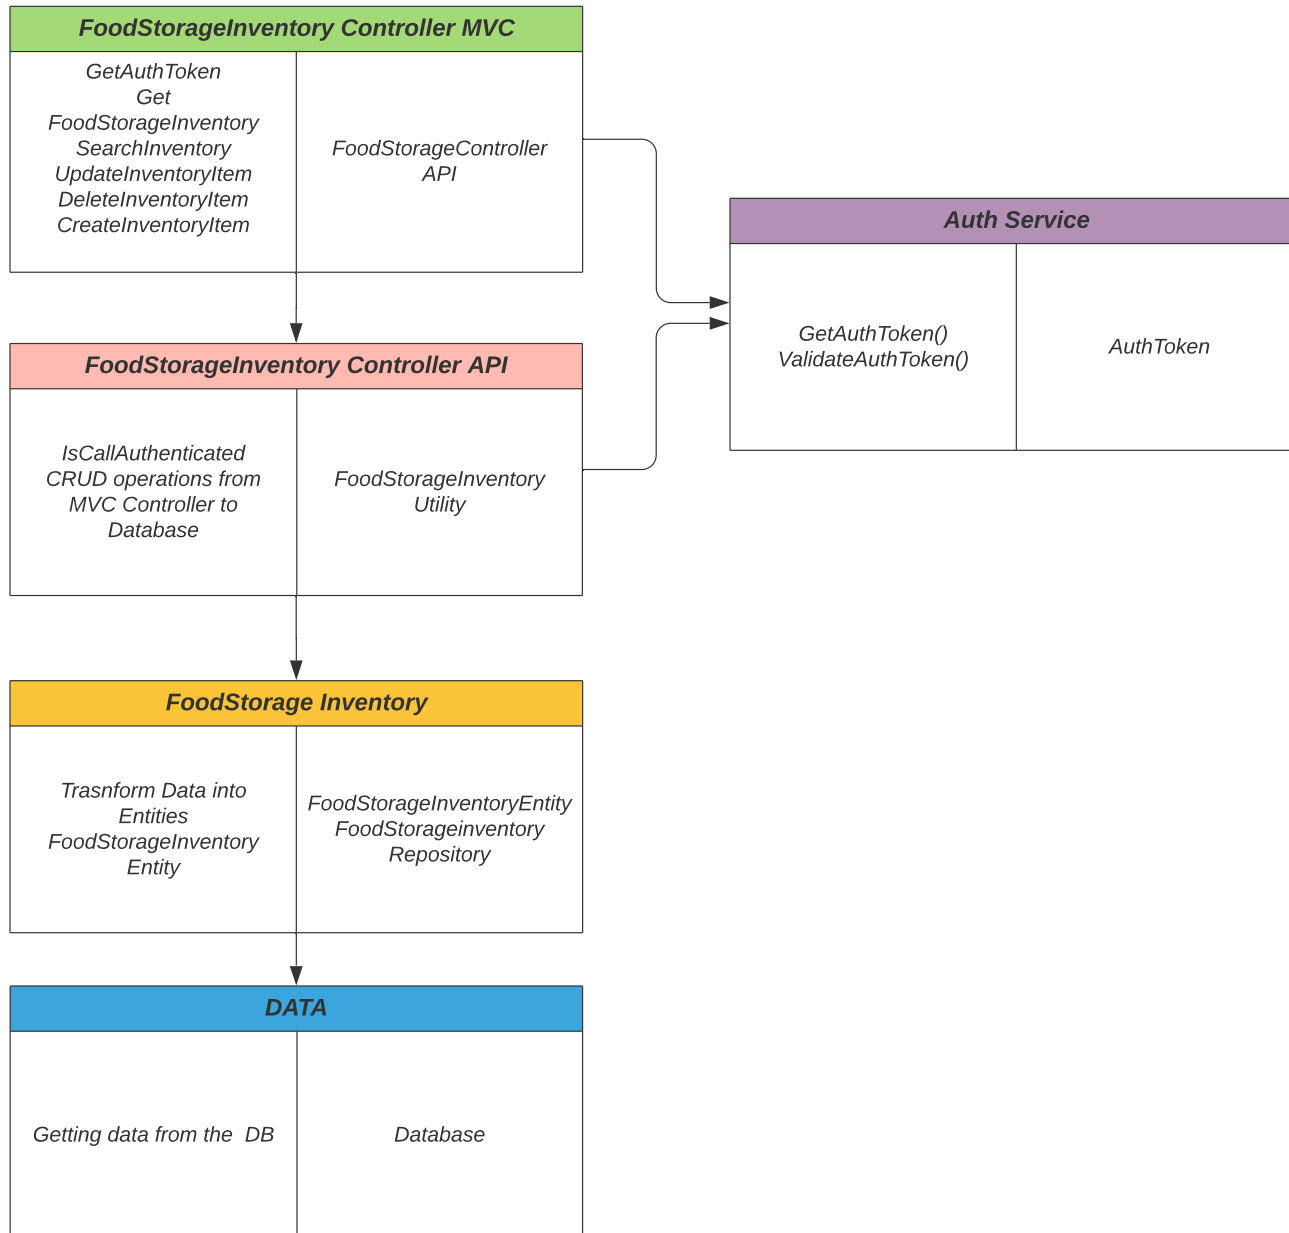 FoodStorageInventory Controller MVC
GetAuthToken
Get
FoodStorageInventory
SearchInventory
UpdateInventoryItem
DeleteInventoryItem
CreateInventoryItem
FoodStorageController
API
Auth Service
GetAuthToken()
ValidateAuthToken()
AuthToken
FoodStorageInventory Controller API
IsCallAuthenticated
CRUD operations from
MVC Controller to
Database
FoodStorageInventory
Utility
FoodStorage Inventory
Trasnform Data into
Entities
FoodStorageInventory
Entity
FoodStorageInventoryEntity
FoodStorageinventory
Repository
DATA
Getting data from the  DB
Database